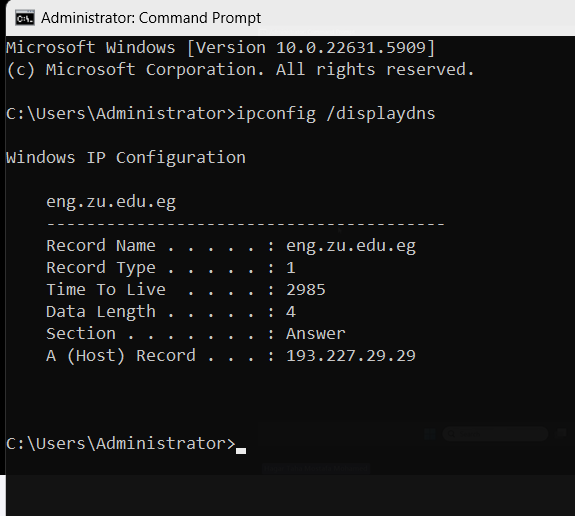 Administrator: Command Prompt
Microsoft Windows [Version 10.0.22631.5909]
(c) Microsoft Corporation. All rights reserved.
C:\Users\Administrator>ipconfig /displaydns
Windows IP Configuration
eng.zu.edu.eg
----------------------------------------
Record Name . . . . . : eng.zu.edu.eg
Record Type . . . . . : 1
Time To Live  . . . . : 2985
Data Length . . . . . : 4
Section . . . . . . . : Answer
A (Host) Record . . . : 193.227.29.29
C:\Users\Administrator>